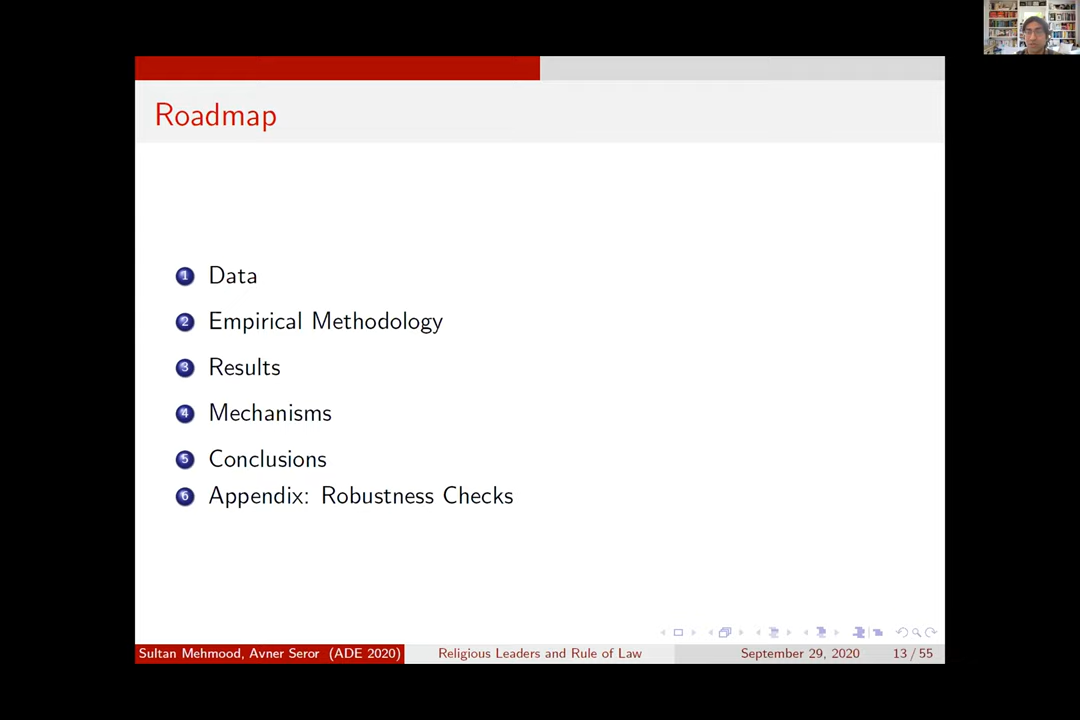 Roadmap
1 Data
2 Empirical Methodology
3 Results
4 Mechanisms
5 Conclusions
6 Appendix: Robustness Checks
Sultan Mehmood, Avner Seror (ADE 2020) Religious Leaders and Rule of Law September 29, 2020 13 / 55